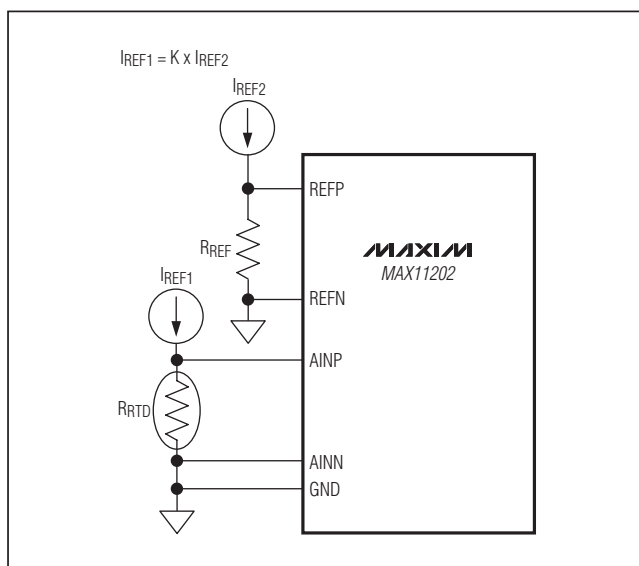 IREF1 = K x IREF2
IREF2
REFP
RREF
MAXIM
MAX11202
IREF1
REFN
AINP
RRTD
AINN
GND